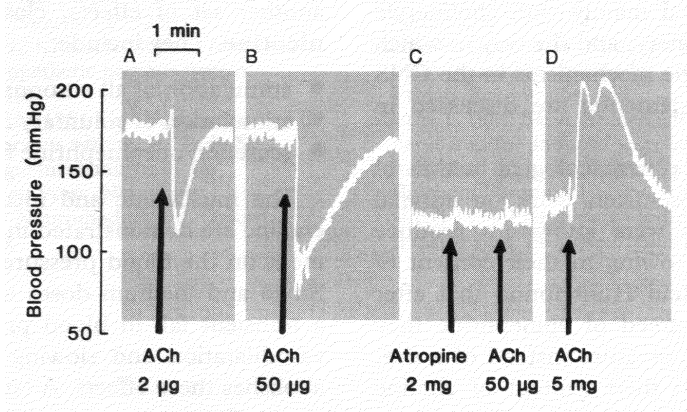 1 min
A
B
C
D
200
150
100
50
Blood pressure (mmHg)
ACh
2 µg
ACh
50 µg
Atropine
2 mg
ACh
50 µg
ACh
5 mg